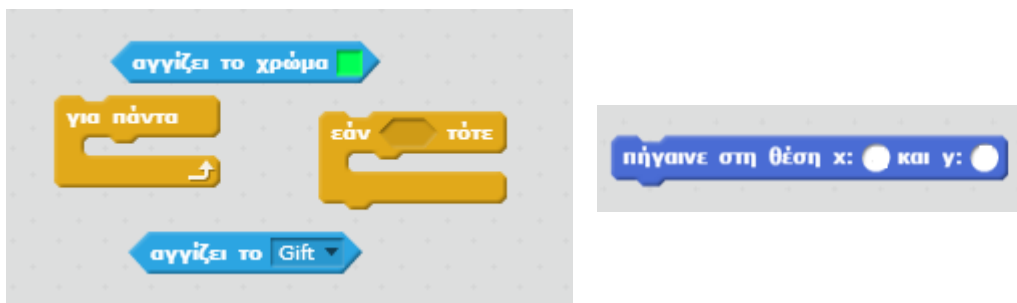 αγγίζει το χρώμα
για πάντα
εάν τότε
αγγίζει το Gift
πήγαινε στη θέση x: και y: